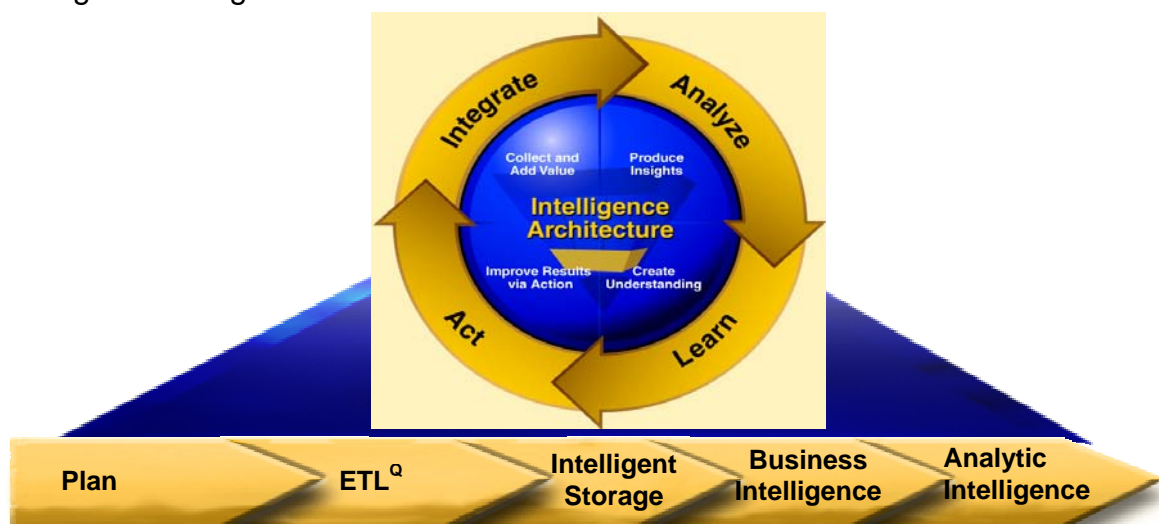 Integrate
Analyze
Collect and
Add Value
Produce
Insights
Intelligence
Architecture
Improve Results
via Action
Create
Understanding
Act
Learn
Plan
ETL^Q
Intelligent
Storage
Business
Intelligence
Analytic
Intelligence